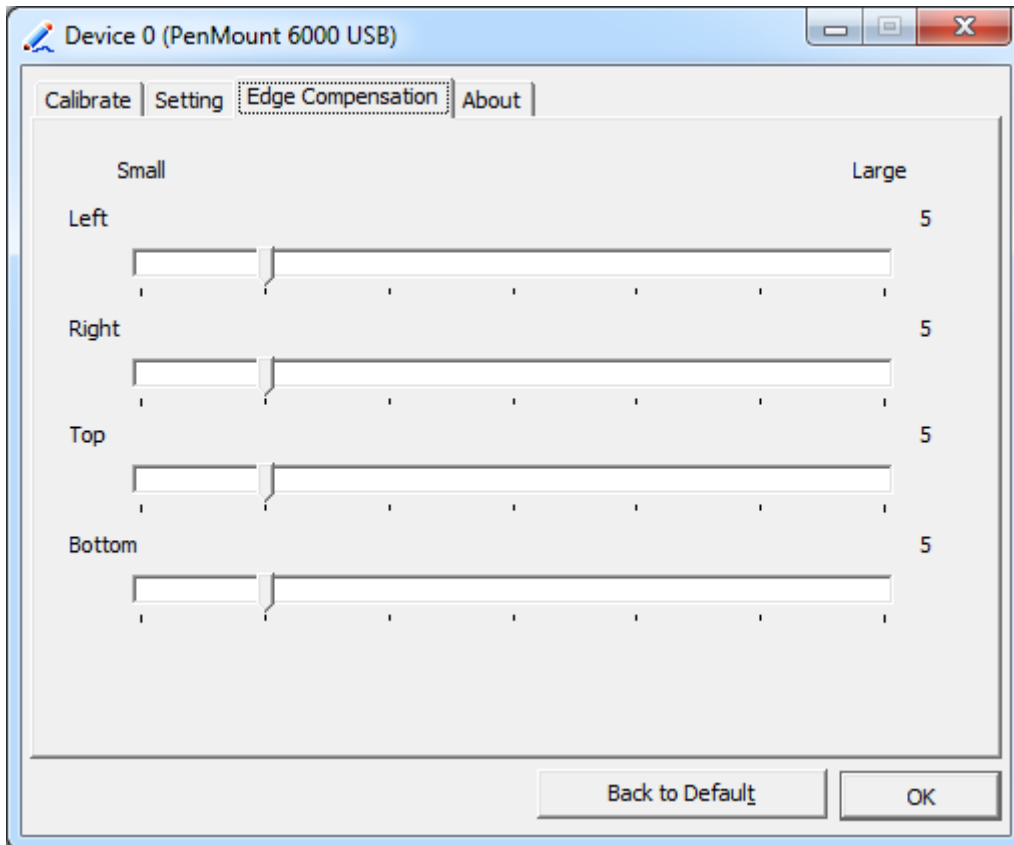 Device 0 (PenMount 6000 USB)
Calibrate Setting Edge Compensation About
Small Large
Left 5
Right 5
Top 5
Bottom 5
Back to Default OK